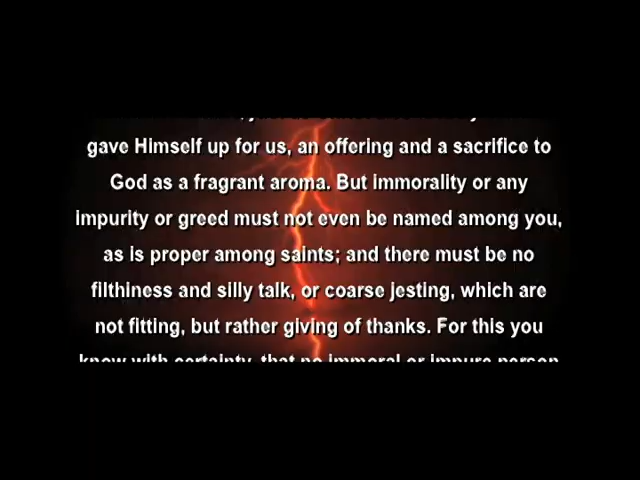 gave Himself up for us, an offering and a sacrifice to
God as a fragrant aroma. But immorality or any
impurity or greed must not even be named among you,
as is proper among saints; and there must be no
filthiness and silly talk, or coarse jesting, which are
not fitting, but rather giving of thanks. For this you
know with certainty, that no immoral or impure person